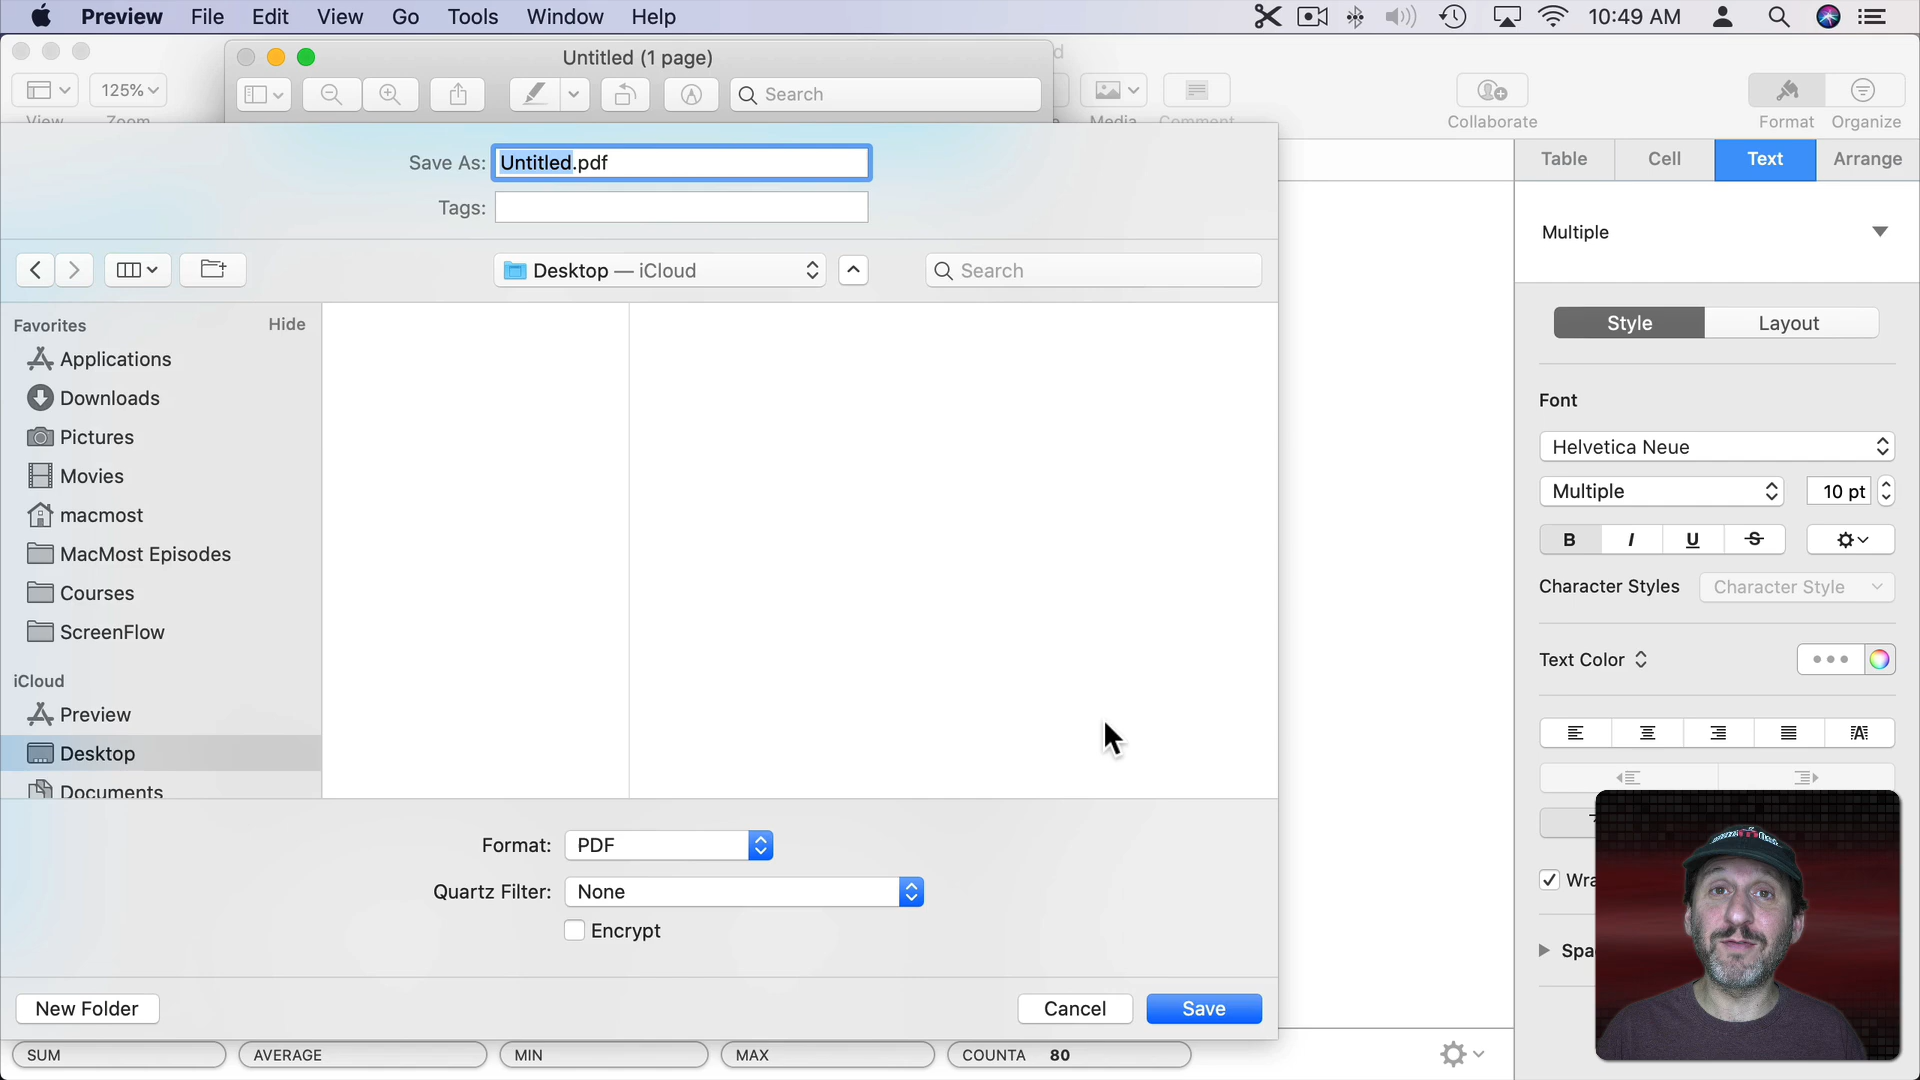 Preview File Edit View Go Tools Window Help 10:49 AM
Untitled (1 page)
125%
Search
View Zoom Media Comment Collaborate Format Organize
Save As: Untitled.pdf
Tags:
Table Cell Text Arrange
Multiple
Desktop — iCloud
Search
Favorites Hide
Applications
Downloads
Pictures
Movies
macmost
MacMost Episodes
Courses
ScreenFlow
iCloud
Preview
Desktop
Documents
Style Layout
Font
Helvetica Neue
Multiple 10 pt
B I U S
Character Styles Character Style
Text Color
Wra
Spa
Format: PDF
Quartz Filter: None
Encrypt
New Folder Cancel Save
SUM AVERAGE MIN MAX COUNTA 80